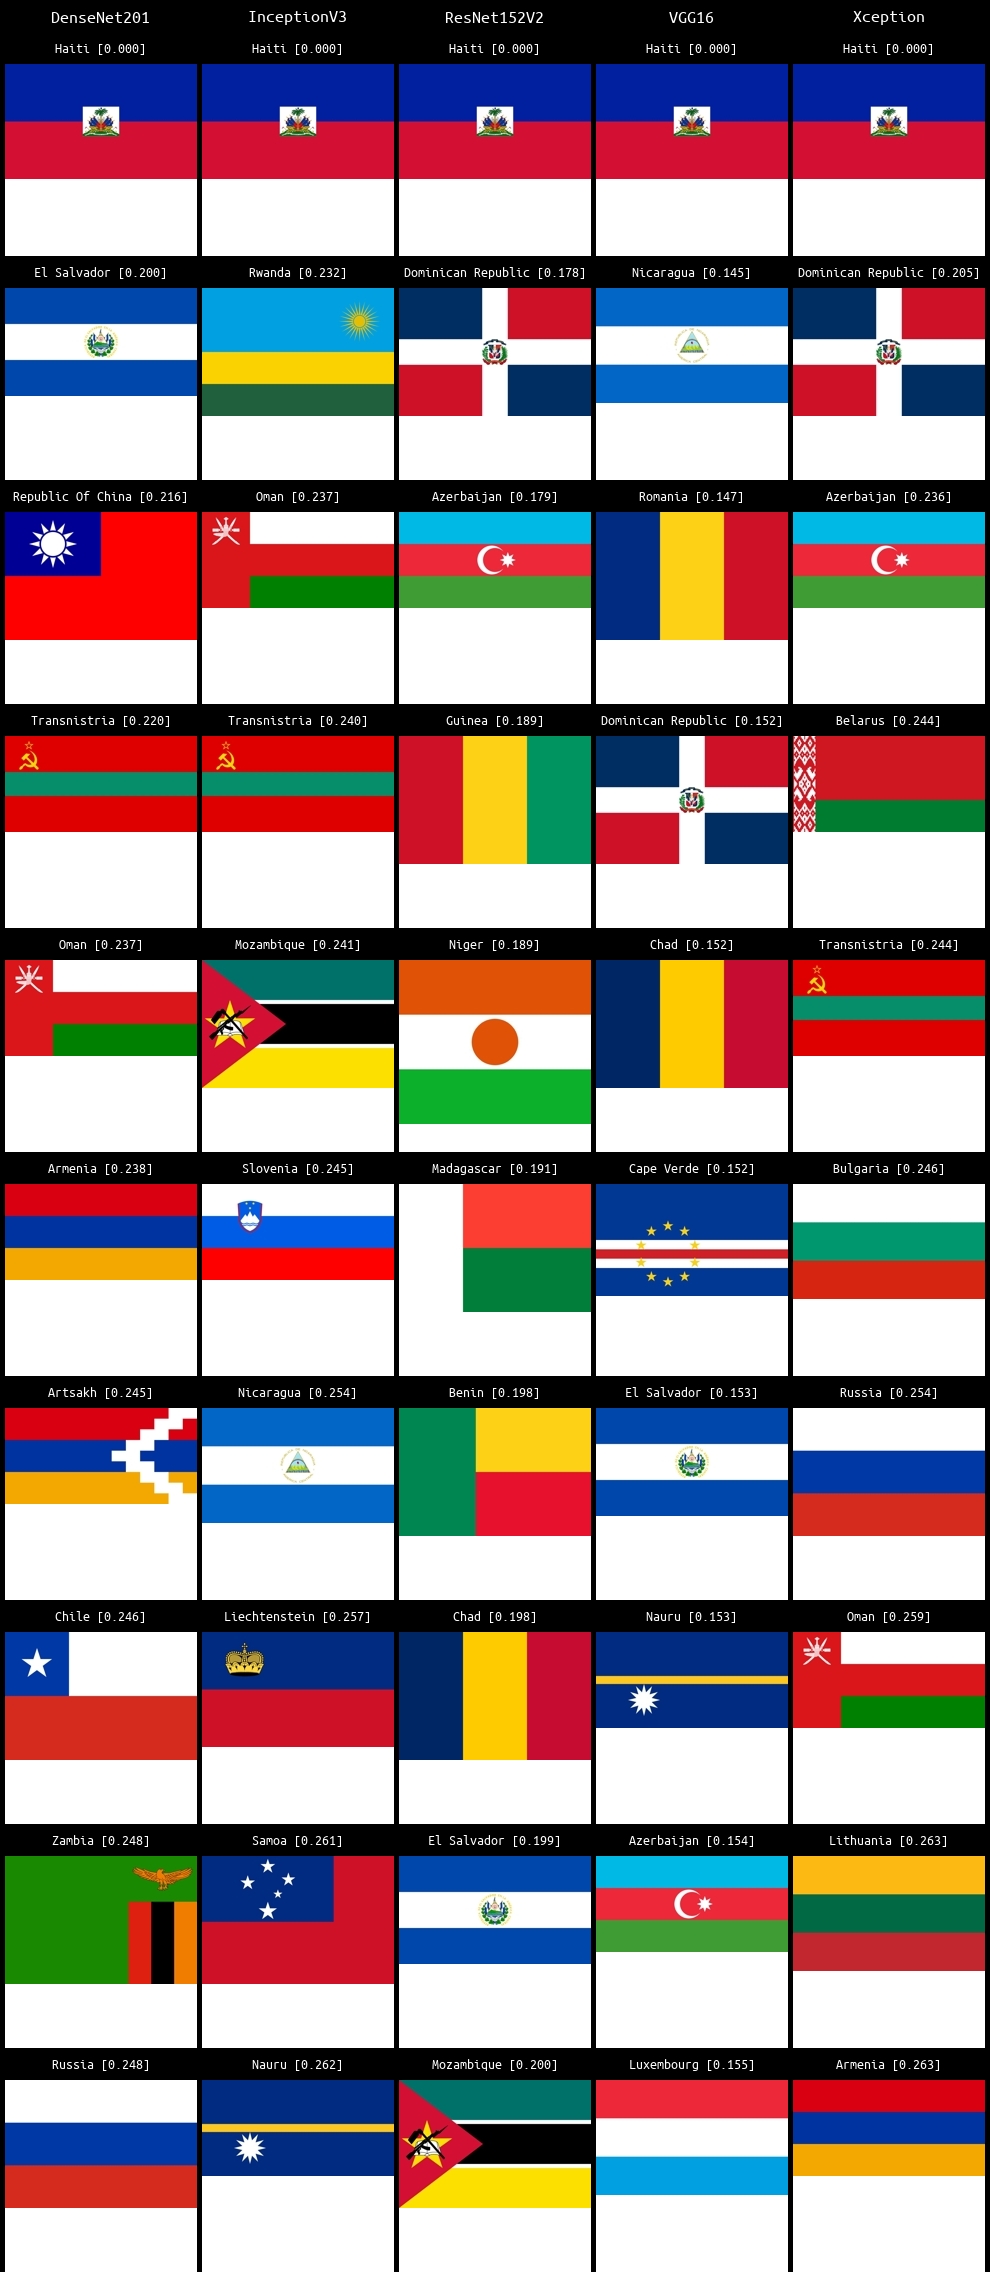 DenseNet201 InceptionV3 ResNet152V2 VGG16 Xception
Haiti [0.000] Haiti [0.000] Haiti [0.000] Haiti [0.000] Haiti [0.000]
El Salvador [0.200] Rwanda [0.232] Dominican Republic [0.178] Nicaragua [0.145] Dominican Republic [0.205]
Republic Of China [0.216] Oman [0.237] Azerbaijan [0.179] Romania [0.147] Azerbaijan [0.236]
Transnistria [0.220] Transnistria [0.240] Guinea [0.189] Dominican Republic [0.152] Belarus [0.244]
Oman [0.237] Mozambique [0.241] Niger [0.189] Chad [0.152] Transnistria [0.244]
Armenia [0.238] Slovenia [0.245] Madagascar [0.191] Cape Verde [0.152] Bulgaria [0.246]
Artsakh [0.245] Nicaragua [0.254] Benin [0.198] El Salvador [0.153] Russia [0.254]
Chile [0.246] Liechtenstein [0.257] Chad [0.198] Nauru [0.153] Oman [0.259]
Zambia [0.248] Samoa [0.261] El Salvador [0.199] Azerbaijan [0.154] Lithuania [0.263]
Russia [0.248] Nauru [0.262] Mozambique [0.200] Luxembourg [0.155] Armenia [0.263]